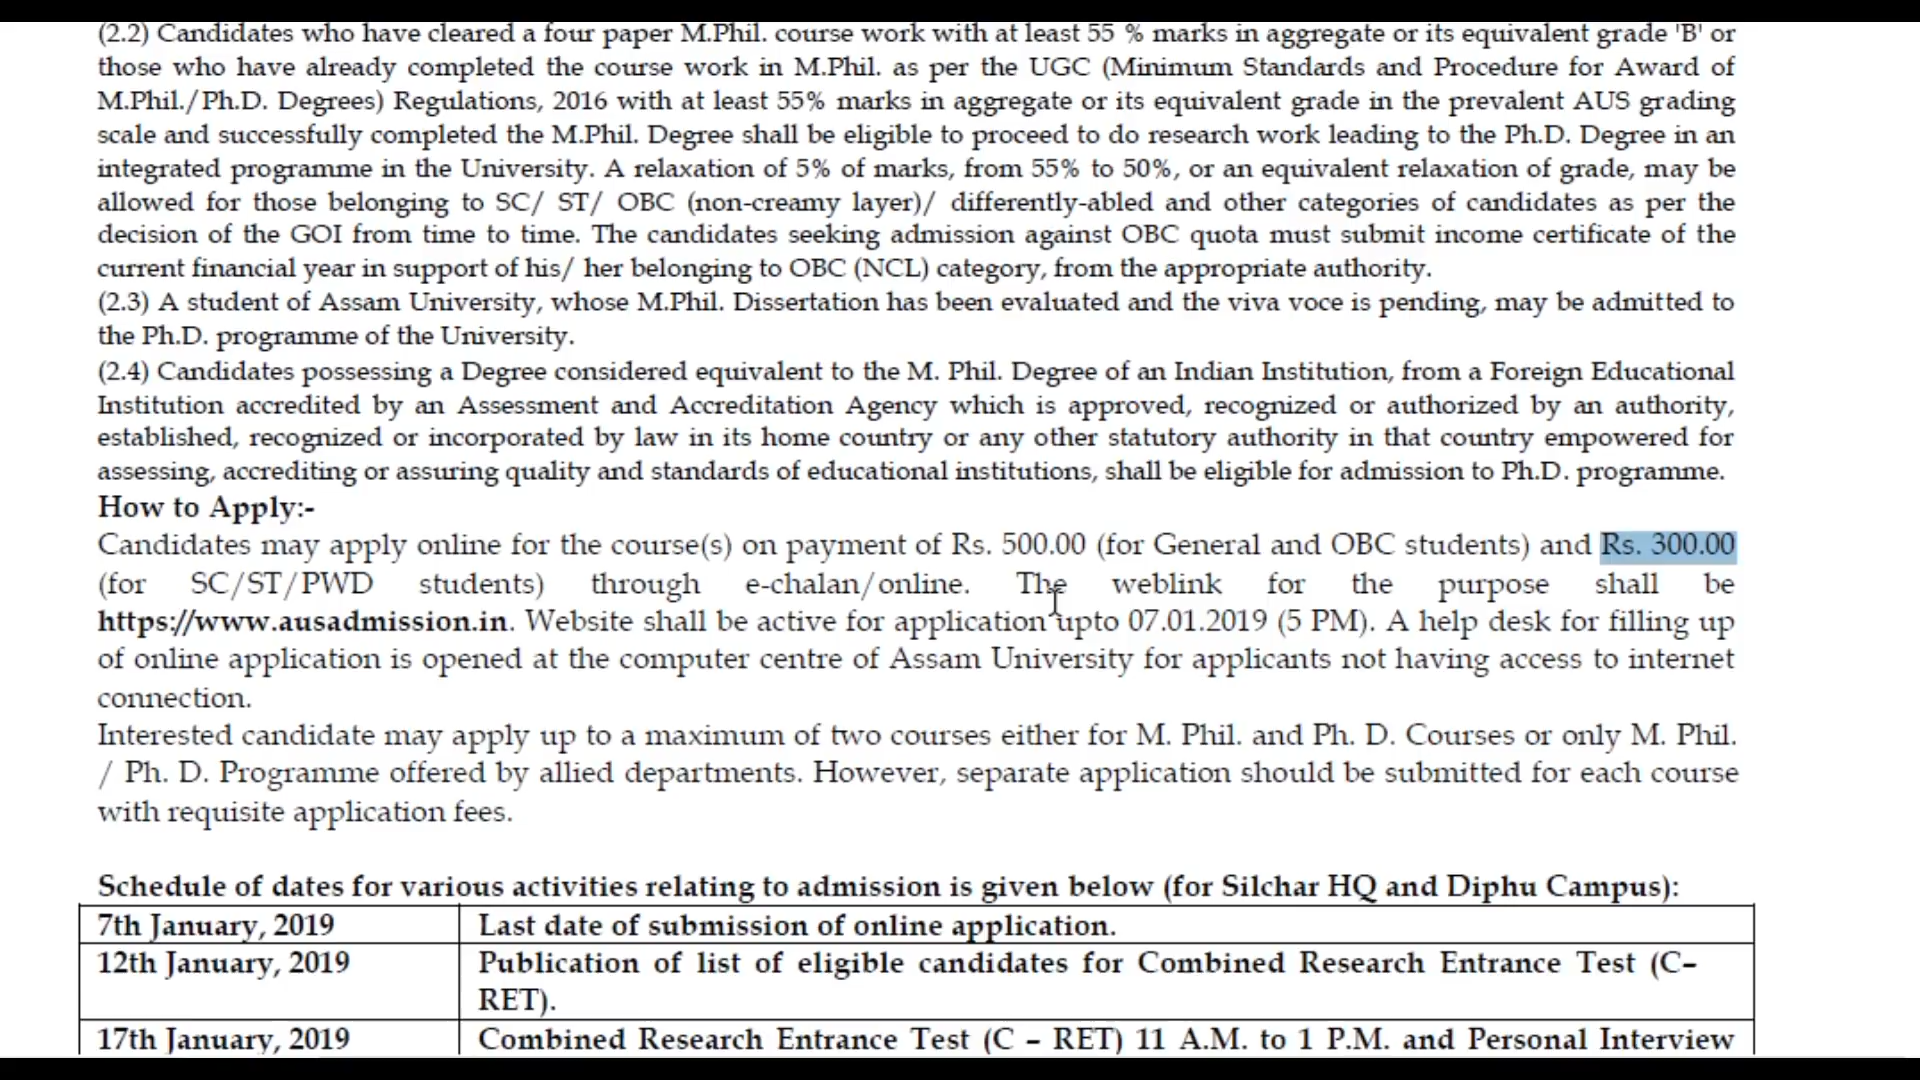 (2.2) Candidates who have cleared a four paper M.Phil. course work with at least 55 % marks in aggregate or its equivalent grade 'B' or
those who have already completed the course work in M.Phil. as per the UGC (Minimum Standards and Procedure for Award of
M.Phil./Ph.D. Degrees) Regulations, 2016 with at least 55% marks in aggregate or its equivalent grade in the prevalent AUS grading
scale and successfully completed the M.Phil. Degree shall be eligible to proceed to do research work leading to the Ph.D. Degree in an
integrated programme in the University. A relaxation of 5% of marks, from 55% to 50%, or an equivalent relaxation of grade, may be
allowed for those belonging to SC/ ST/ OBC (non-creamy layer)/ differently-abled and other categories of candidates as per the
decision of the GOI from time to time. The candidates seeking admission against OBC quota must submit income certificate of the
current financial year in support of his/ her belonging to OBC (NCL) category, from the appropriate authority.
(2.3) A student of Assam University, whose M.Phil. Dissertation has been evaluated and the viva voce is pending, may be admitted to
the Ph.D. programme of the University.
(2.4) Candidates possessing a Degree considered equivalent to the M. Phil. Degree of an Indian Institution, from a Foreign Educational
Institution accredited by an Assessment and Accreditation Agency which is approved, recognized or authorized by an authority,
established, recognized or incorporated by law in its home country or any other statutory authority in that country empowered for
assessing, accrediting or assuring quality and standards of educational institutions, shall be eligible for admission to Ph.D. programme.
How to Apply:-
Candidates may apply online for the course(s) on payment of Rs. 500.00 (for General and OBC students) and Rs. 300.00
(for SC/ST/PWD students) through e-chalan/online. The weblink for the purpose shall be
https://www.ausadmission.in. Website shall be active for application upto 07.01.2019 (5 PM). A help desk for filling up
of online application is opened at the computer centre of Assam University for applicants not having access to internet
connection.
Interested candidate may apply up to a maximum of two courses either for M. Phil. and Ph. D. Courses or only M. Phil.
/ Ph. D. Programme offered by allied departments. However, separate application should be submitted for each course
with requisite application fees.
Schedule of dates for various activities relating to admission is given below (for Silchar HQ and Diphu Campus):
7th January, 2019 Last date of submission of online application.
12th January, 2019 Publication of list of eligible candidates for Combined Research Entrance Test (C–
RET).
17th January, 2019 Combined Research Entrance Test (C – RET) 11 A.M. to 1 P.M. and Personal Interview